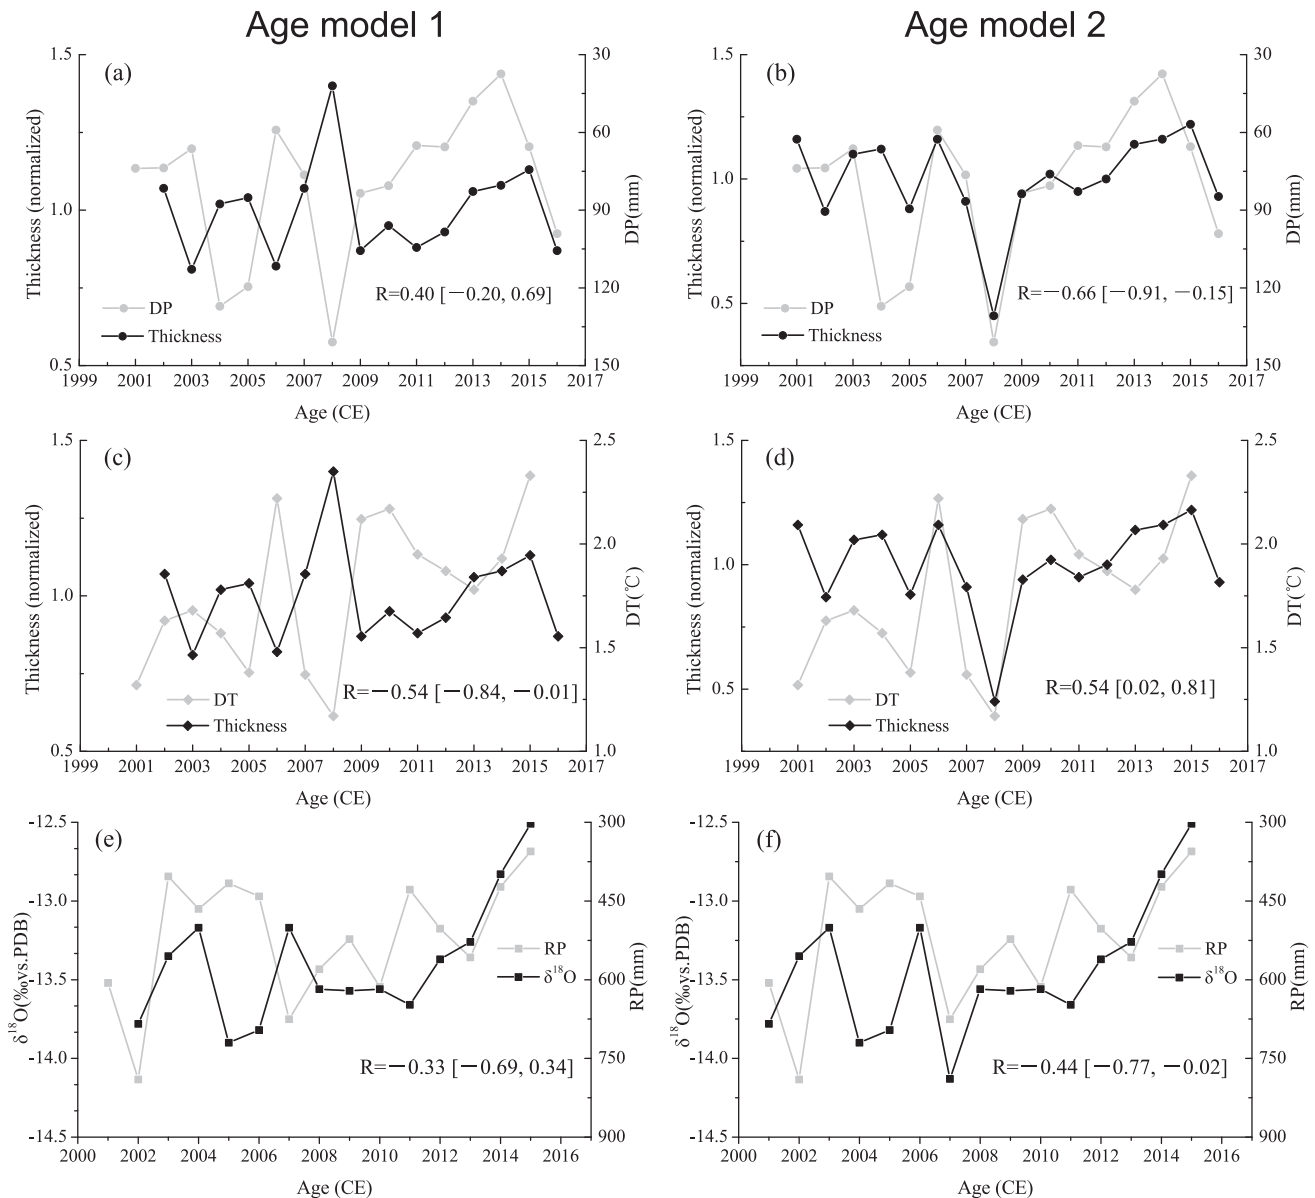 Age model 1
Age model 2
(a)
1.5
1.0
0.5
Thickness (normalized)
30
60
90
120
150
DP(mm)
DP
Thickness
R=0.40 [−0.20, 0.69]
1999 2001 2003 2005 2007 2009 2011 2013 2015 2017
Age (CE)
(b)
1.5
1.0
0.5
Thickness (normalized)
30
60
90
120
150
DP(mm)
DP
Thickness
R=−0.66 [−0.91, −0.15]
1999 2001 2003 2005 2007 2009 2011 2013 2015 2017
Age (CE)
(c)
1.5
1.0
0.5
Thickness (normalized)
2.5
2.0
1.5
1.0
DT(℃)
DT
Thickness
R=−0.54 [−0.84, −0.01]
1999 2001 2003 2005 2007 2009 2011 2013 2015 2017
Age (CE)
(d)
1.5
1.0
0.5
Thickness (normalized)
2.5
2.0
1.5
1.0
DT(℃)
DT
Thickness
R=0.54 [0.02, 0.81]
1999 2001 2003 2005 2007 2009 2011 2013 2015 2017
Age (CE)
(e)
-12.5
-13.0
-13.5
-14.0
-14.5
δ¹⁸O(‰vs.PDB)
300
450
600
750
900
RP(mm)
RP
δ¹⁸O
R=−0.33 [−0.69, 0.34]
2000 2002 2004 2006 2008 2010 2012 2014 2016
Age (CE)
(f)
-12.5
-13.0
-13.5
-14.0
-14.5
δ¹⁸O(‰vs.PDB)
300
450
600
750
900
RP(mm)
RP
δ¹⁸O
R=−0.44 [−0.77, −0.02]
2000 2002 2004 2006 2008 2010 2012 2014 2016
Age (CE)